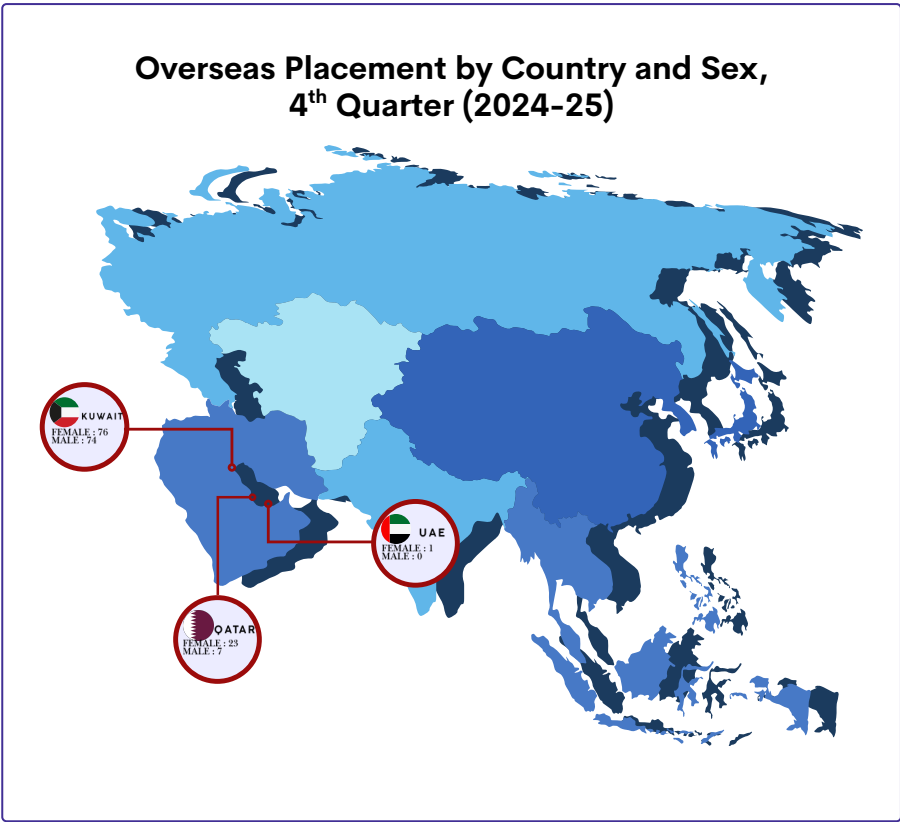 Overseas Placement by Country and Sex,
4th Quarter (2024-25)
KUWAIT
FEMALE : 76
MALE : 74
UAE
FEMALE : 1
MALE : 0
QATAR
FEMALE : 23
MALE : 7